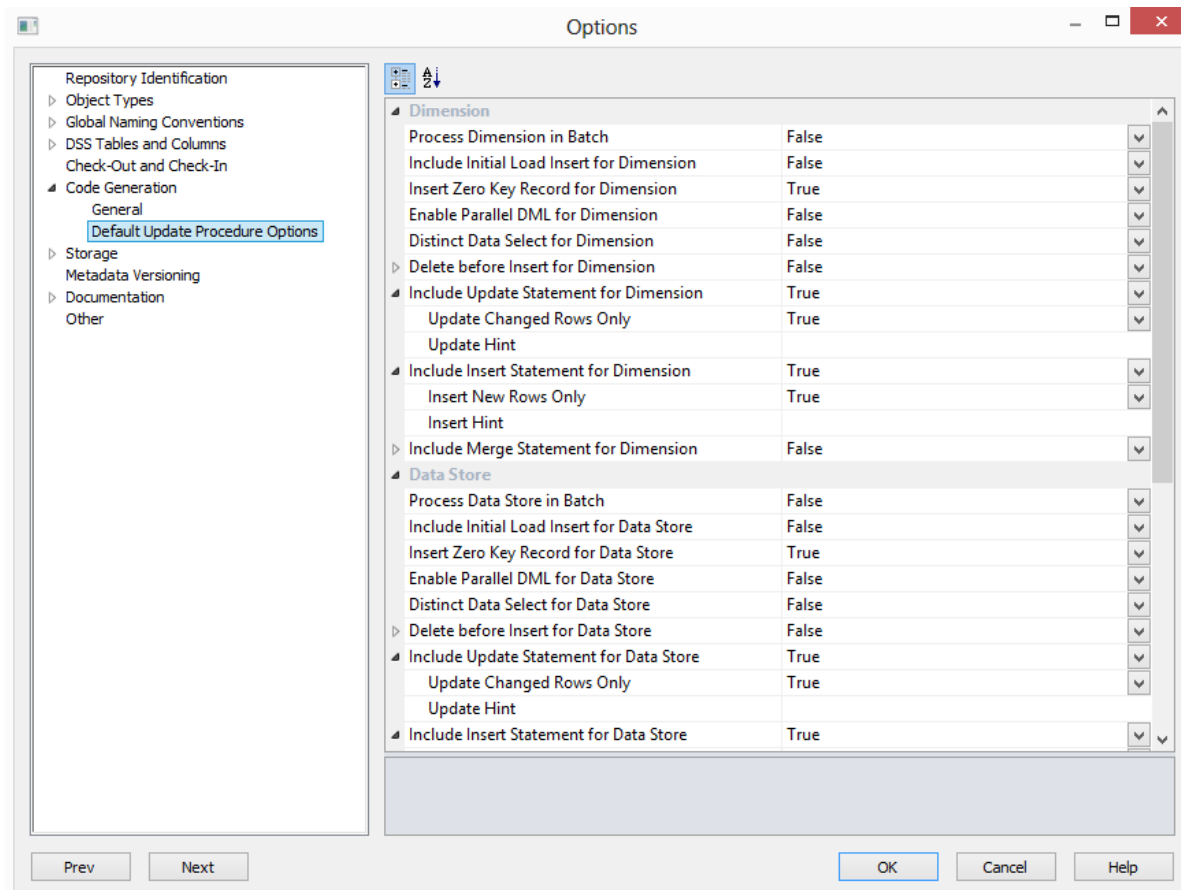 Options
Repository Identification
Object Types
Global Naming Conventions
DSS Tables and Columns
Check-Out and Check-In
Code Generation
General
Default Update Procedure Options
Storage
Metadata Versioning
Documentation
Other
A Z
Dimension
Process Dimension in Batch False
Include Initial Load Insert for Dimension False
Insert Zero Key Record for Dimension True
Enable Parallel DML for Dimension False
Distinct Data Select for Dimension False
Delete before Insert for Dimension False
Include Update Statement for Dimension True
Update Changed Rows Only True
Update Hint
Include Insert Statement for Dimension True
Insert New Rows Only True
Insert Hint
Include Merge Statement for Dimension False
Data Store
Process Data Store in Batch False
Include Initial Load Insert for Data Store False
Insert Zero Key Record for Data Store True
Enable Parallel DML for Data Store False
Distinct Data Select for Data Store False
Delete before Insert for Data Store False
Include Update Statement for Data Store True
Update Changed Rows Only True
Update Hint
Include Insert Statement for Data Store True
Prev Next OK Cancel Help